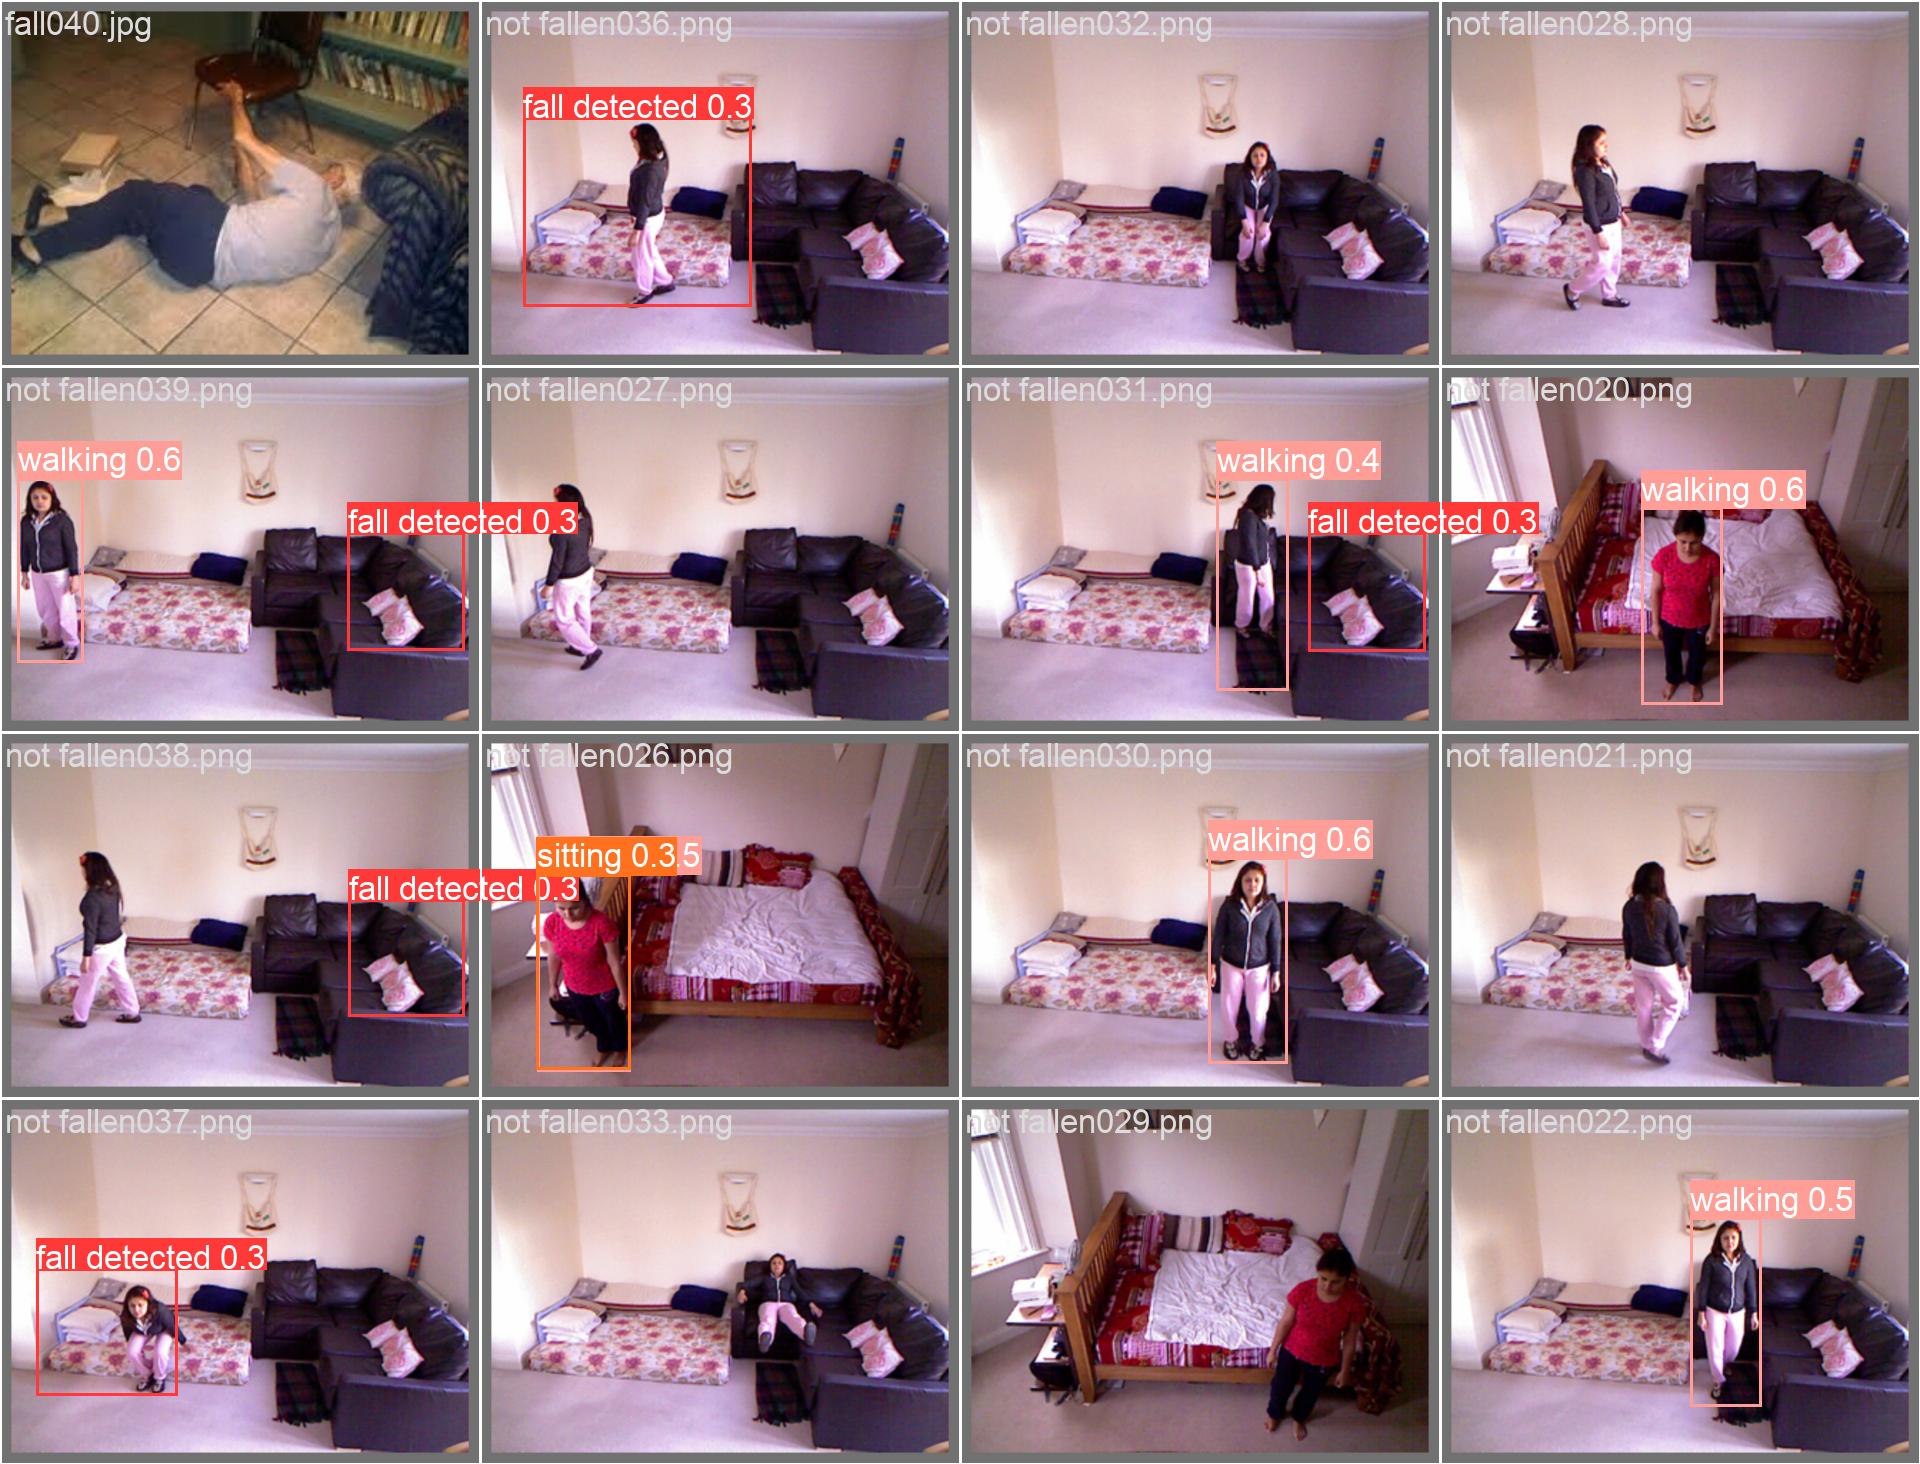 fall040.jpg
not fallen036.png
not fallen032.png
not fallen028.png
fall detected 0.3
not fallen039.png
not fallen027.png
not fallen031.png
not fallen020.png
walking 0.6
fall detected 0.3
walking 0.4
fall detected 0.3
walking 0.6
not fallen038.png
not fallen026.png
not fallen030.png
not fallen021.png
fall detected 0.3
sitting 0.3
.5
walking 0.6
not fallen037.png
not fallen033.png
not fallen029.png
not fallen022.png
fall detected 0.3
walking 0.5